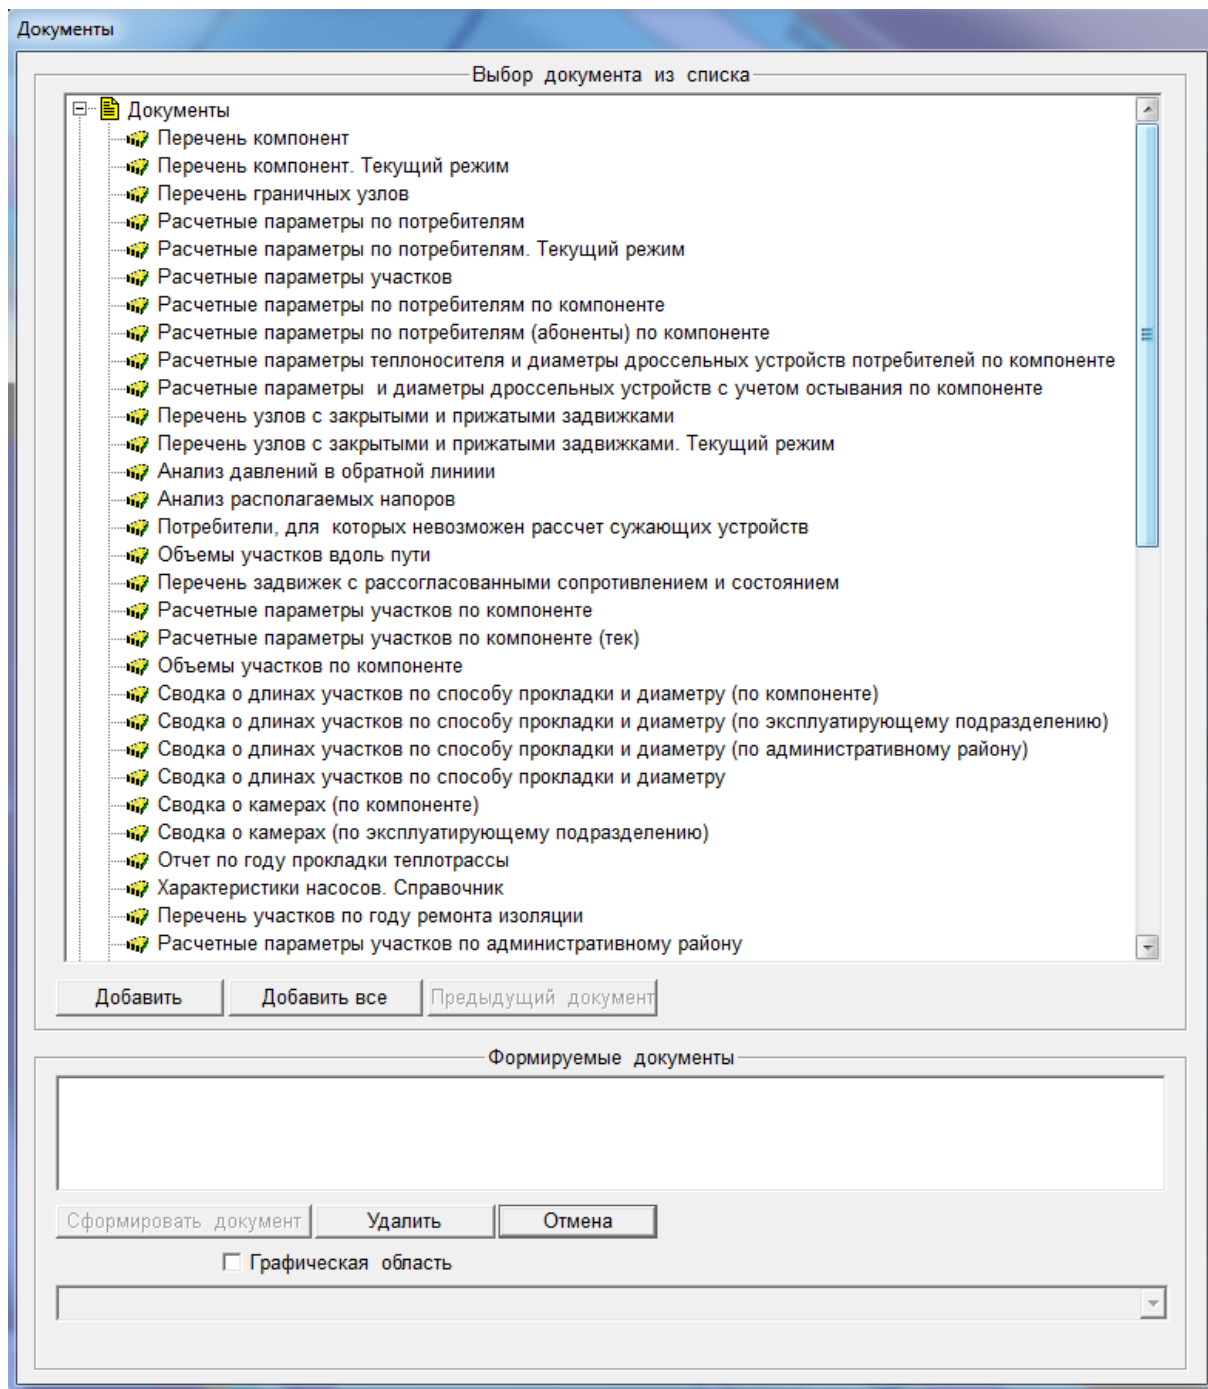 Документы
Выбор документа из списка
Документы
Перечень компонент
Перечень компонент. Текущий режим
Перечень граничных узлов
Расчетные параметры по потребителям
Расчетные параметры по потребителям. Текущий режим
Расчетные параметры участков
Расчетные параметры по потребителям по компоненте
Расчетные параметры по потребителям (абоненты) по компоненте
Расчетные параметры теплоносителя и диаметры дроссельных устройств потребителей по компоненте
Расчетные параметры и диаметры дроссельных устройств с учетом остывания по компоненте
Перечень узлов с закрытыми и прижатыми задвижками
Перечень узлов с закрытыми и прижатыми задвижками. Текущий режим
Анализ давлений в обратной линиии
Анализ располагаемых напоров
Потребители, для которых невозможен рассчет сужающих устройств
Объемы участков вдоль пути
Перечень задвижек с рассогласованными сопротивлением и состоянием
Расчетные параметры участков по компоненте
Расчетные параметры участков по компоненте (тек)
Объемы участков по компоненте
Сводка о длинах участков по способу прокладки и диаметру (по компоненте)
Сводка о длинах участков по способу прокладки и диаметру (по эксплуатирующему подразделению)
Сводка о длинах участков по способу прокладки и диаметру (по административному району)
Сводка о длинах участков по способу прокладки и диаметру
Сводка о камерах (по компоненте)
Сводка о камерах (по эксплуатирующему подразделению)
Отчет по году прокладки теплотрассы
Характеристики насосов. Справочник
Перечень участков по году ремонта изоляции
Расчетные параметры участков по административному району
Добавить Добавить все Предыдущий документ
Формируемые документы
Сформировать документ Удалить Отмена
Графическая область